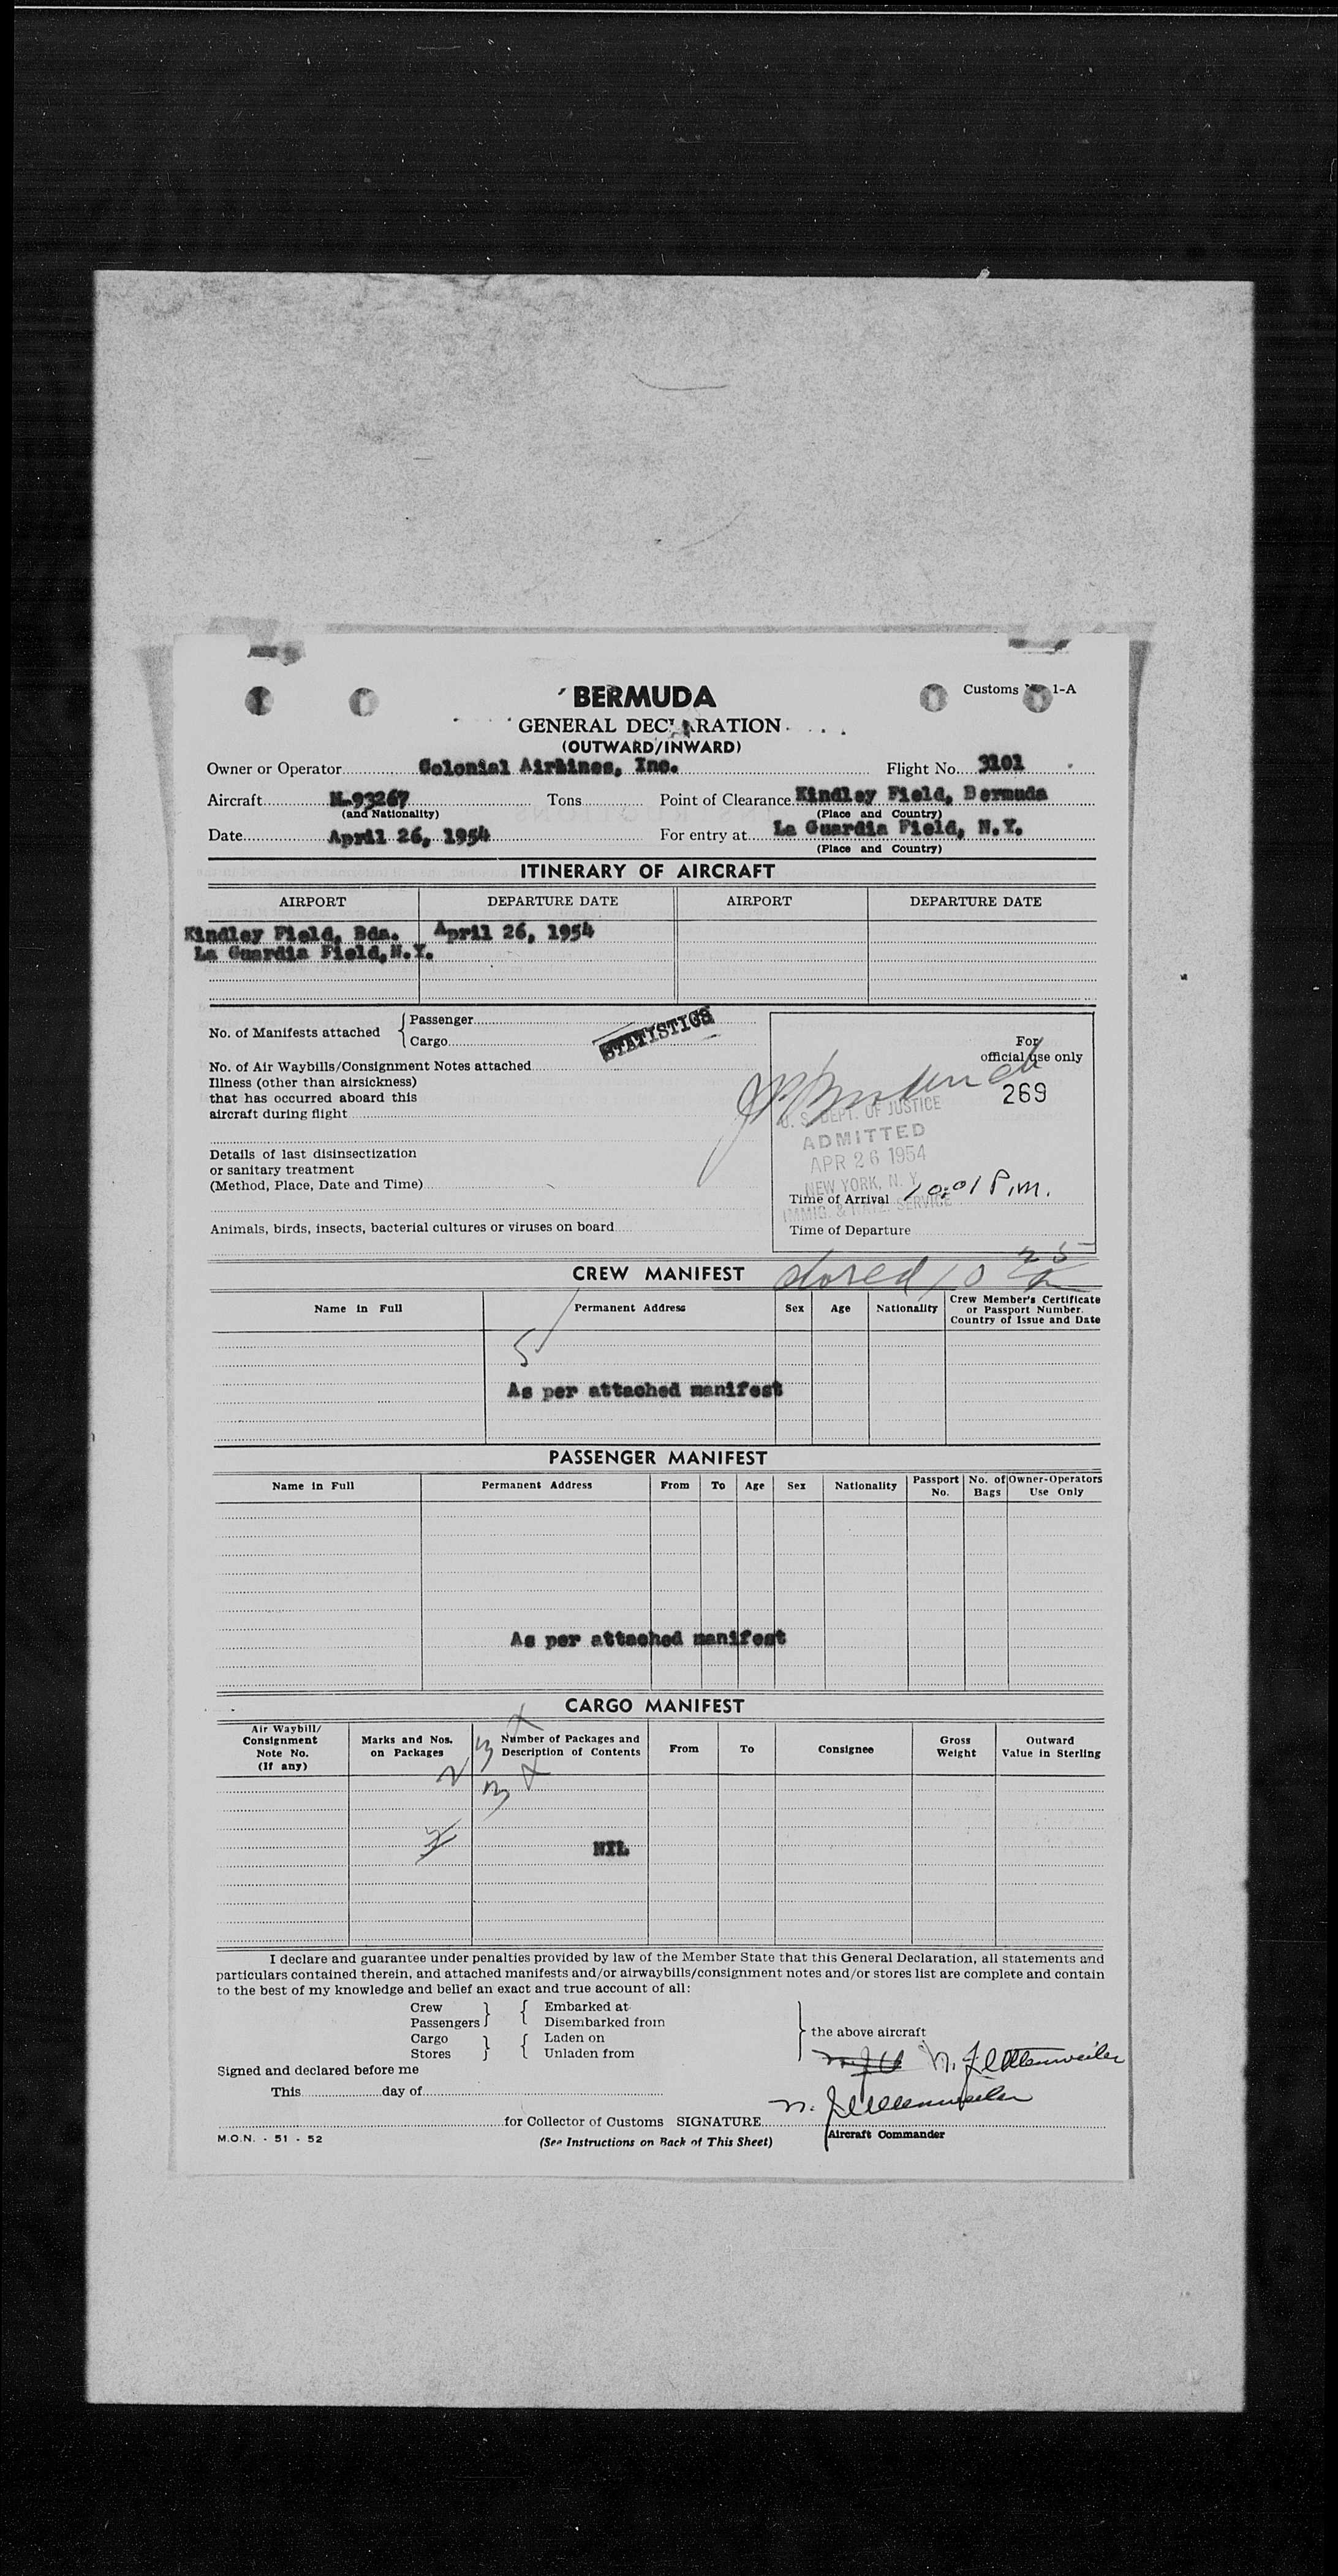 BERMUDA
Customs 1-A
GENERAL DECLARATION
(OUTWARD/INWARD)
Owner or Operator Colonial Airlines, Inc. Flight No. 3101
Aircraft N-93267 Tons Point of Clearance Kindley Field, Bermuda
(and Nationality) (Place and Country)
Date April 26, 1954 For entry at La Guardia Field, N.Y.
(Place and Country)
ITINERARY OF AIRCRAFT
AIRPORT DEPARTURE DATE AIRPORT DEPARTURE DATE
Kindley Field, Bda. April 26, 1954
La Guardia Field, N.Y.
No. of Manifests attached { Passenger
Cargo
STATISTICS
For
official use only
269
No. of Air Waybills/Consignment Notes attached
Illness (other than airsickness)
that has occurred aboard this
aircraft during flight
U. S. DEPT. OF JUSTICE
ADMITTED
APR 26 1954
NEW YORK, N. Y.
IMMIG. & NATZ. SERVICE
Details of last disinsectization
or sanitary treatment
(Method, Place, Date and Time)
Time of Arrival 10:01 P.M.
Animals, birds, insects, bacterial cultures or viruses on board
Time of Departure
CREW MANIFEST
10 25
Name in Full Permanent Address Sex Age Nationality Crew Member's Certificate
or Passport Number.
Country of Issue and Date
5
As per attached manifest
PASSENGER MANIFEST
Name in Full Permanent Address From To Age Sex Nationality Passport No. No. of Bags Owner-Operators Use Only
As per attached manifest
CARGO MANIFEST
Air Waybill/
Consignment
Note No.
(If any)
Marks and Nos.
on Packages
Number of Packages and
Description of Contents
From To Consignee
Gross
Weight
Outward
Value in Sterling
NIL
I declare and guarantee under penalties provided by law of the Member State that this General Declaration, all statements and
particulars contained therein, and attached manifests and/or airwaybills/consignment notes and/or stores list are complete and contain
to the best of my knowledge and belief an exact and true account of all:
Crew } { Embarked at
Passengers Disembarked from
Cargo } { Laden on
Stores Unladen from
} the above aircraft
Signed and declared before me
This day of
for Collector of Customs SIGNATURE
Aircraft Commander
M.O.N. - 51 - 52
(See Instructions on Back of This Sheet)